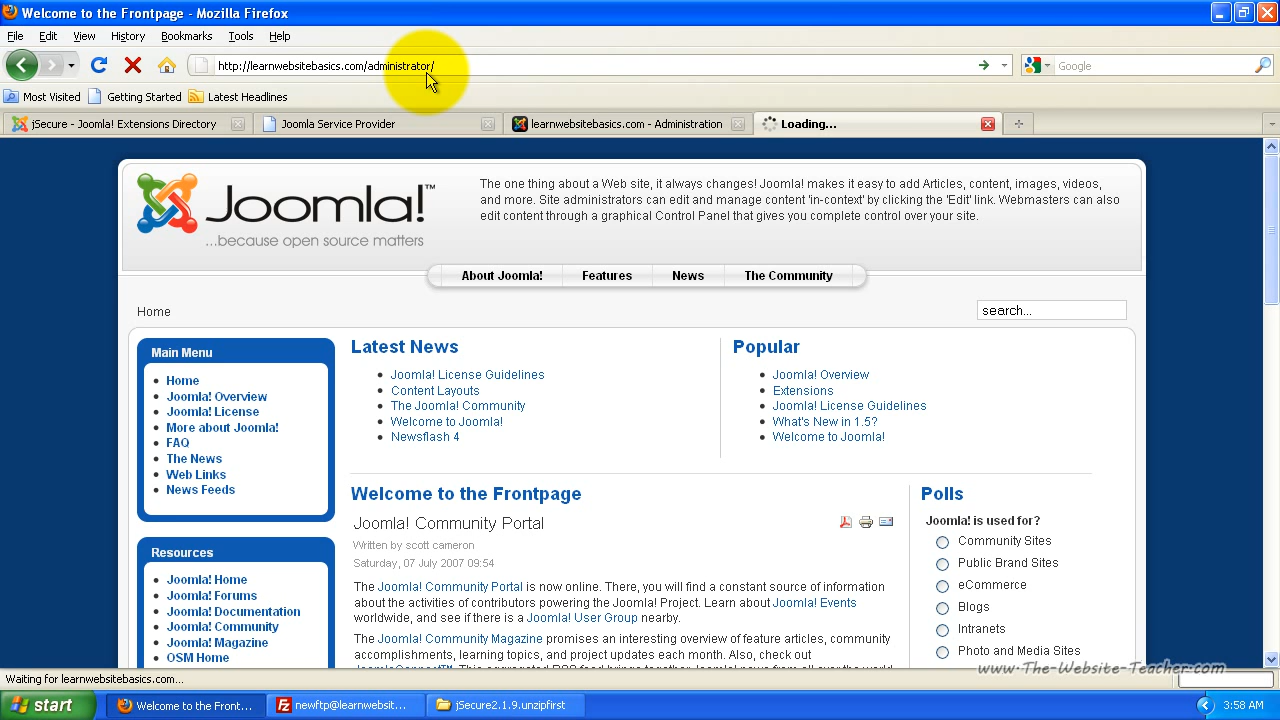 Welcome to the Frontpage - Mozilla Firefox
File Edit View History Bookmarks Tools Help
http://learnwebsitebasics.com/administrator/
Google
Most Visited Getting Started Latest Headlines
jSecure - Joomla! Extensions Directory
Joomla Service Provider
learnwebsitebasics.com - Administration
Loading...
Joomla!™
...because open source matters
The one thing about a Web site, it always changes! Joomla! makes it easy to add Articles, content, images, videos,
and more. Site administrators can edit and manage content 'in-context' by clicking the 'Edit' link. Webmasters can also
edit content through a graphical Control Panel that gives you complete control over your site.
About Joomla! Features News The Community
Home
search...
Main Menu
Home
Joomla! Overview
Joomla! License
More about Joomla!
FAQ
The News
Web Links
News Feeds
Resources
Joomla! Home
Joomla! Forums
Joomla! Documentation
Joomla! Community
Joomla! Magazine
OSM Home
Latest News
Joomla! License Guidelines
Content Layouts
The Joomla! Community
Welcome to Joomla!
Newsflash 4
Popular
Joomla! Overview
Extensions
Joomla! License Guidelines
What's New in 1.5?
Welcome to Joomla!
Welcome to the Frontpage
Joomla! Community Portal
Written by scott cameron
Saturday, 07 July 2007 09:54
The Joomla! Community Portal is now online. There, you will find a constant source of information
about the activities of contributors powering the Joomla! Project. Learn about Joomla! Events
worldwide, and see if there is a Joomla! User Group nearby.
The Joomla! Community Magazine promises an interesting overview of feature articles, community
accomplishments, learning topics, and project updates each month. Also, check out
Polls
Joomla! is used for?
Community Sites
Public Brand Sites
eCommerce
Blogs
Intranets
Photo and Media Sites
www.The-Website-Teacher.com
Waiting for learnwebsitebasics.com...
start
Welcome to the Front...
newftp@learnwebsit...
jSecure2.1.9.unzipfirst
3:58 AM